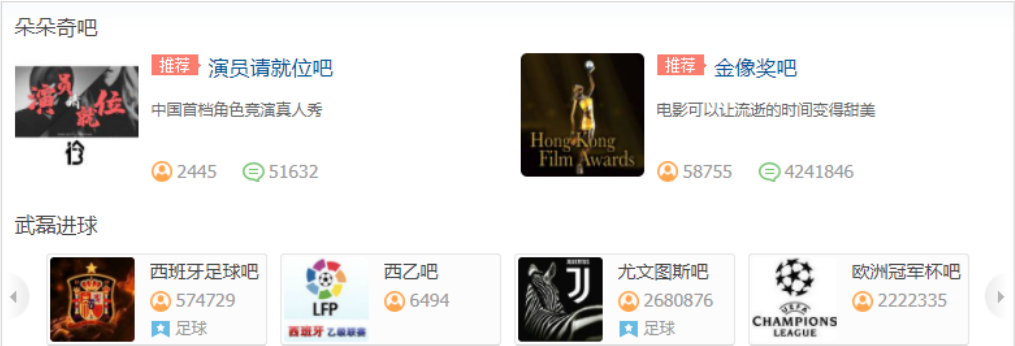 朵朵奇吧
演员请就位
推荐 演员请就位吧
中国首档角色竞演真人秀
2445 51632
Hong Kong
Film Awards
推荐 金像奖吧
电影可以让流逝的时间变得甜美
58755 4241846
武磊进球
西班牙足球吧
574729
足球
LFP
西班牙 乙级联赛
西乙吧
6494
JUVENTUS
尤文图斯吧
2680876
足球
UEFA
CHAMPIONS
LEAGUE
欧洲冠军杯吧
2222335